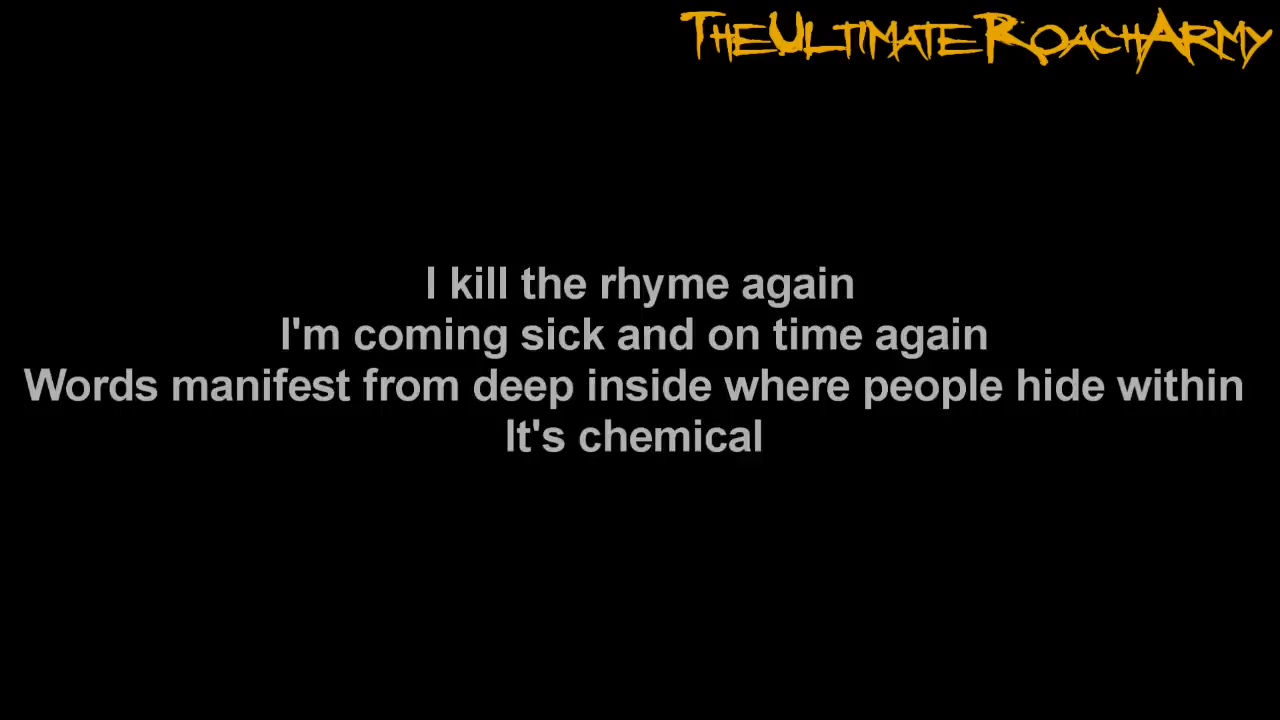 TheUltimateRoachArmy
I kill the rhyme again
I'm coming sick and on time again
Words manifest from deep inside where people hide within
It's chemical